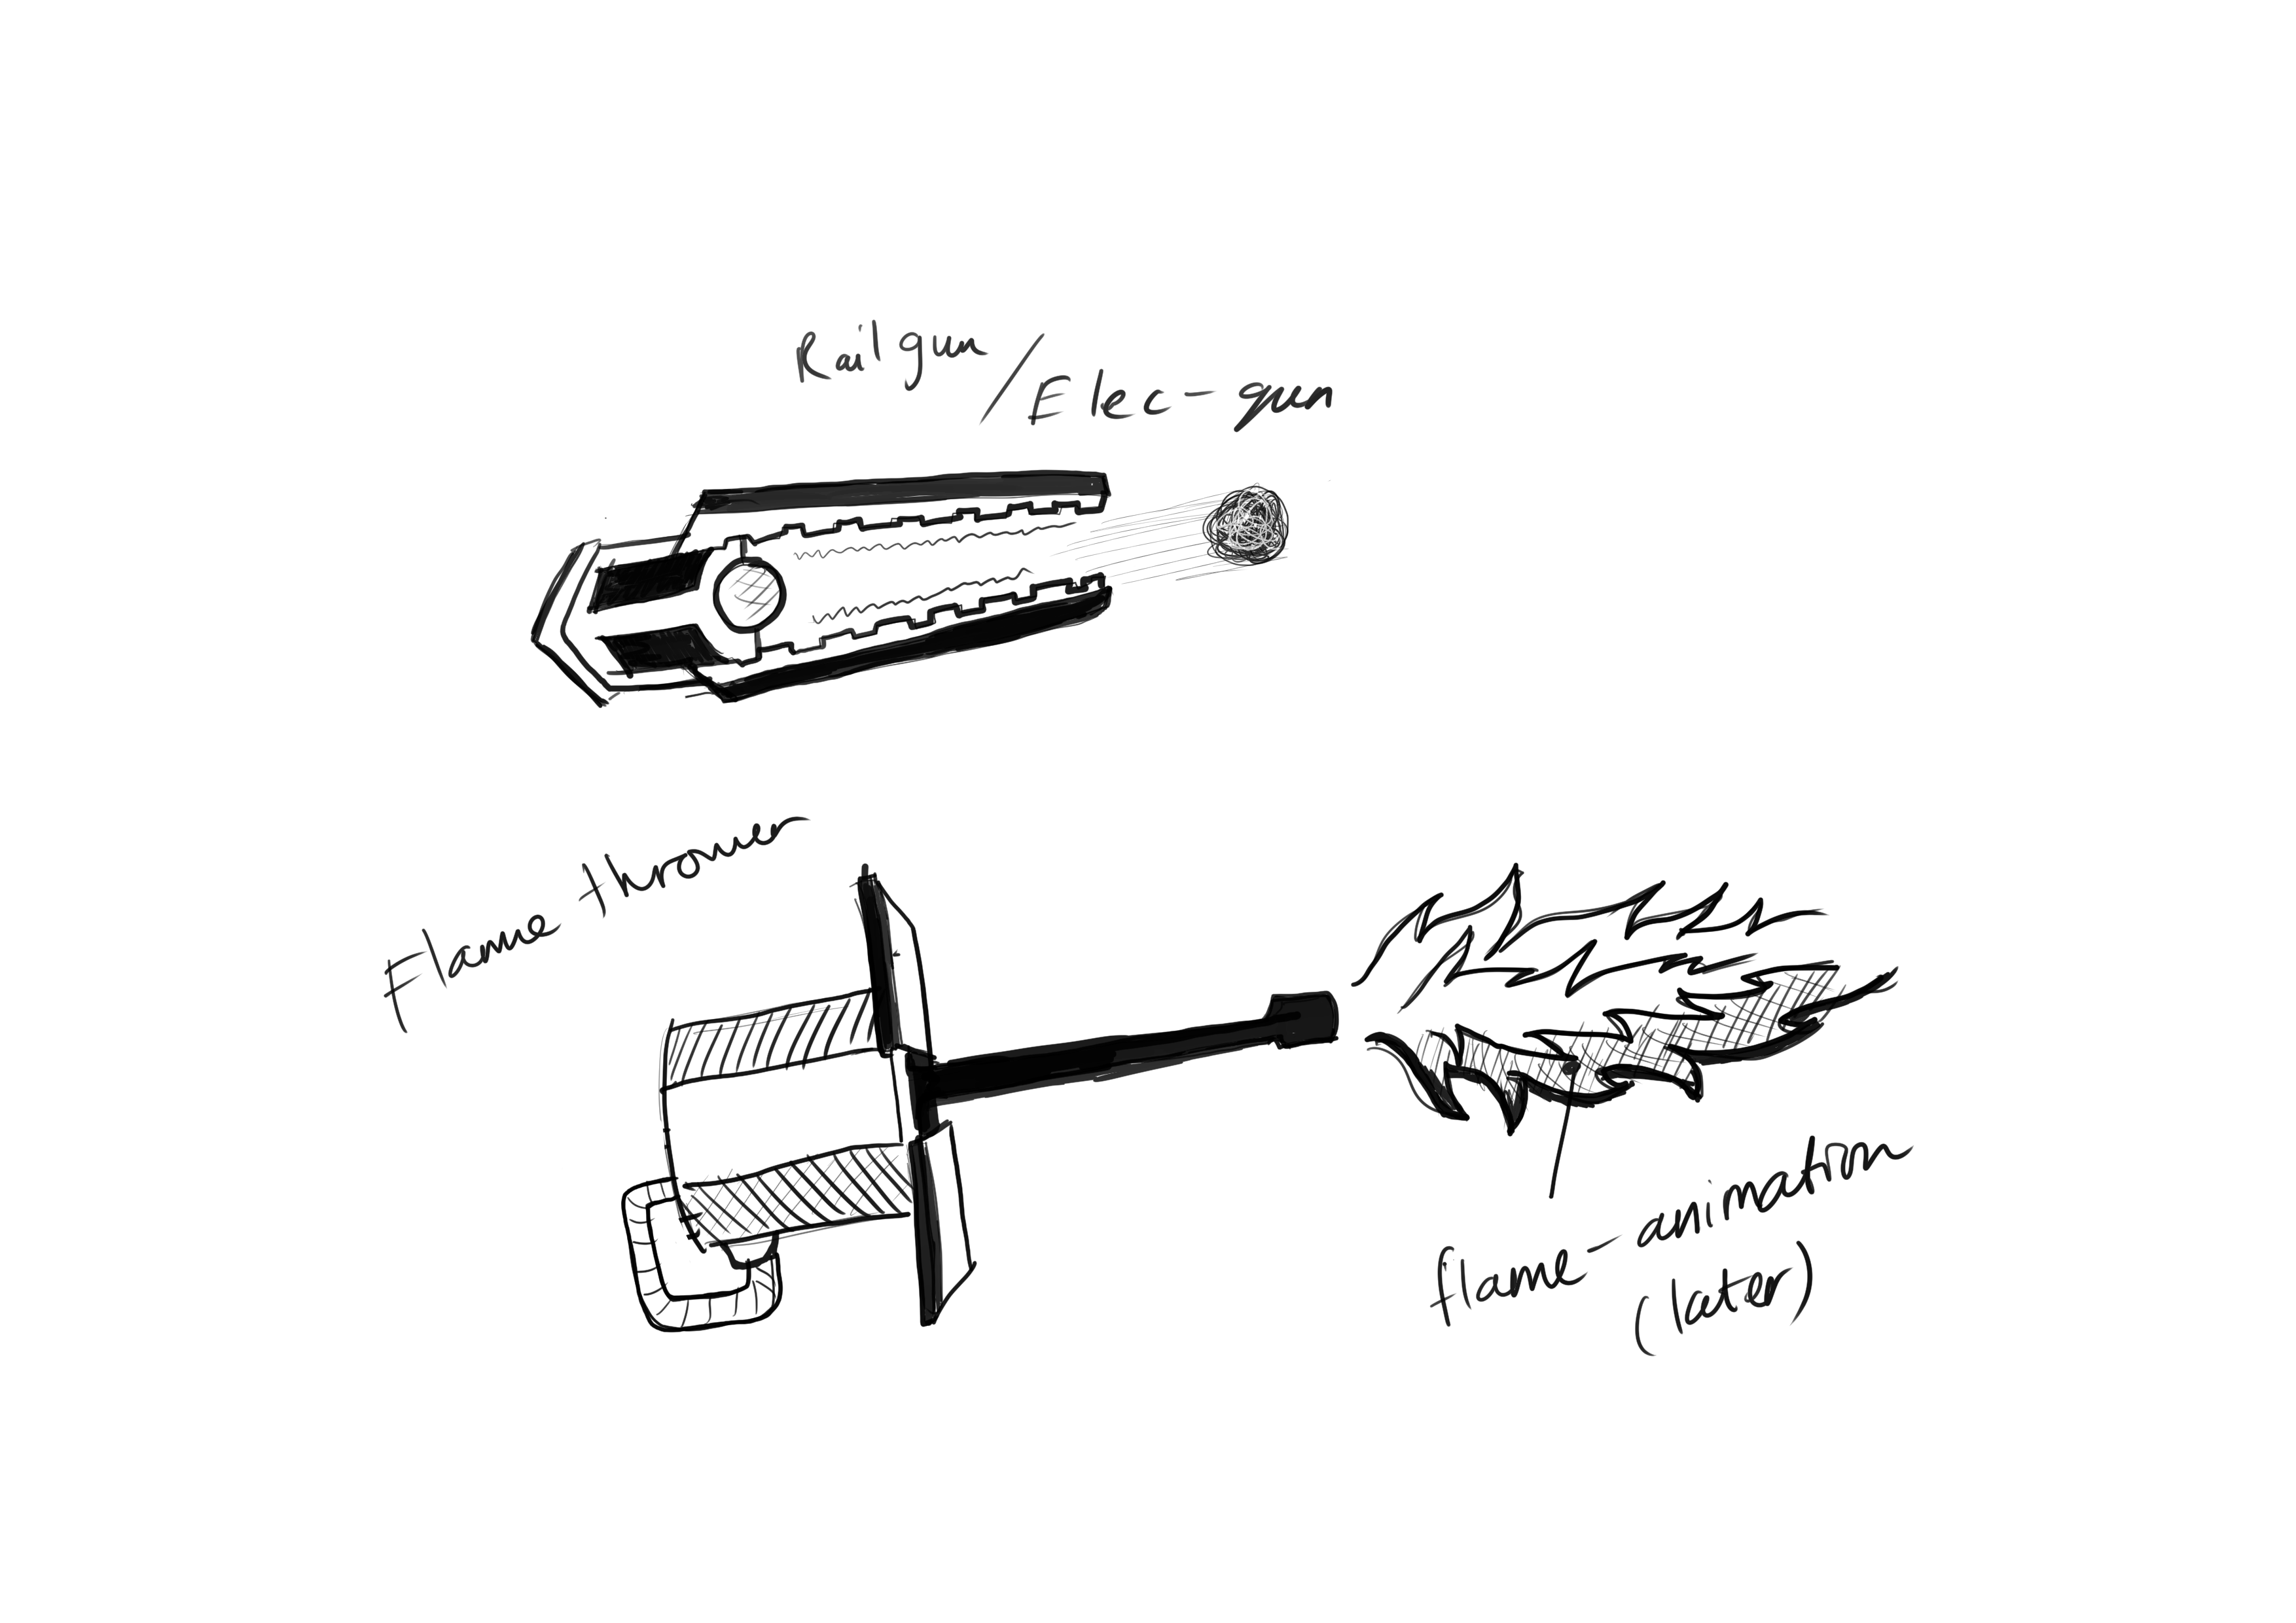 Railgun / Elec-gun
Flame thrower
flame-animation
(later)